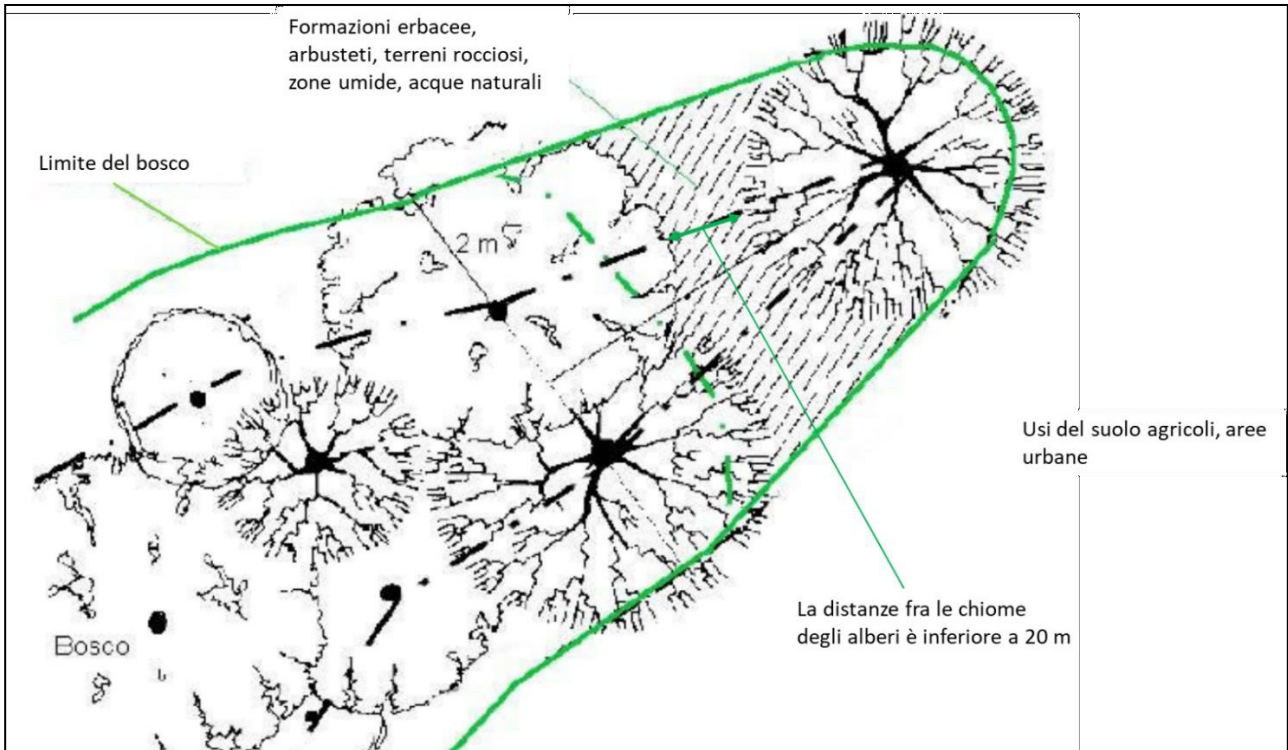 Formazioni erbacee,
arbusteti, terreni rocciosi,
zone umide, acque naturali
Limite del bosco
2 m
Usi del suolo agricoli, aree
urbane
La distanze fra le chiome
degli alberi è inferiore a 20 m
Bosco